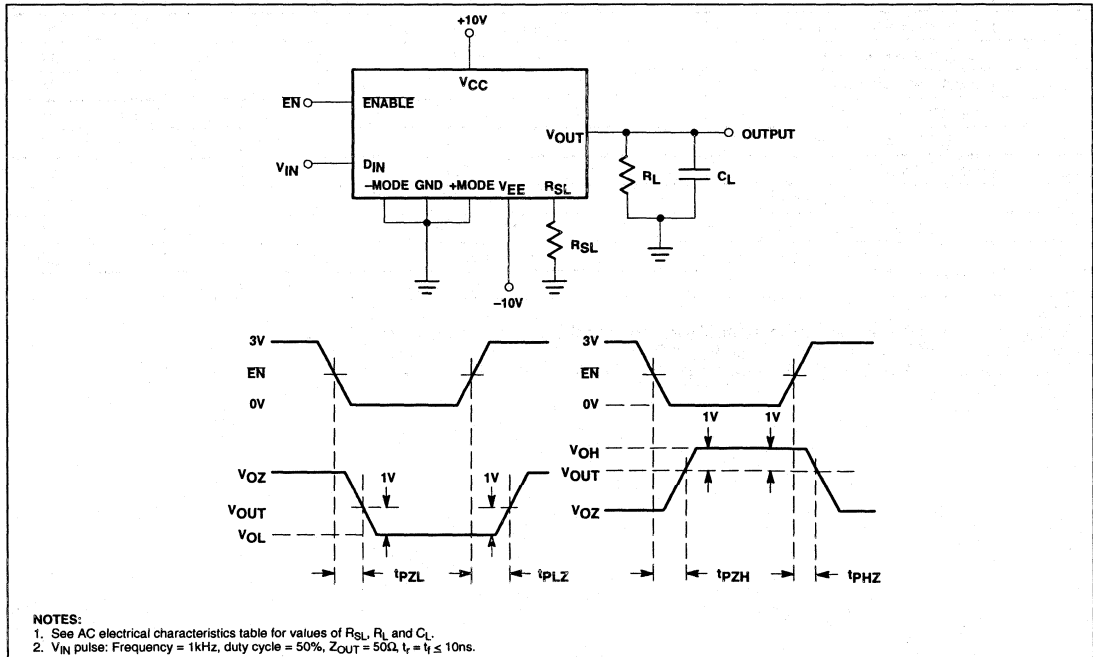 +10V
VCC
EN
ENABLE
VOUT
OUTPUT
VIN
DIN
RL
CL
–MODE GND +MODE VEE RSL
RSL
–10V
3V
EN
0V
VOZ
1V
1V
VOUT
VOL
tPZL
tPLZ
3V
EN
0V
1V
1V
VOH
VOUT
VOZ
tPZH
tPHZ
NOTES:
1. See AC electrical characteristics table for values of RSL, RL and CL.
2. VIN pulse: Frequency = 1kHz, duty cycle = 50%, ZOUT = 50Ω, tr = tf ≤ 10ns.